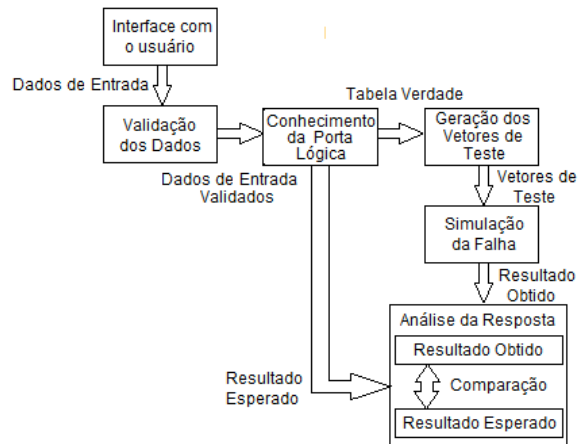 Interface com
o usuário
Dados de Entrada
Validação
dos Dados
Dados de Entrada
Validados
Conhecimento
da Porta
Lógica
Tabela Verdade
Geração dos
Vetores de
Teste
Vetores de
Teste
Simulação
da Falha
Resultado
Obtido
Resultado
Esperado
Análise da Resposta
Resultado Obtido
Comparação
Resultado Esperado